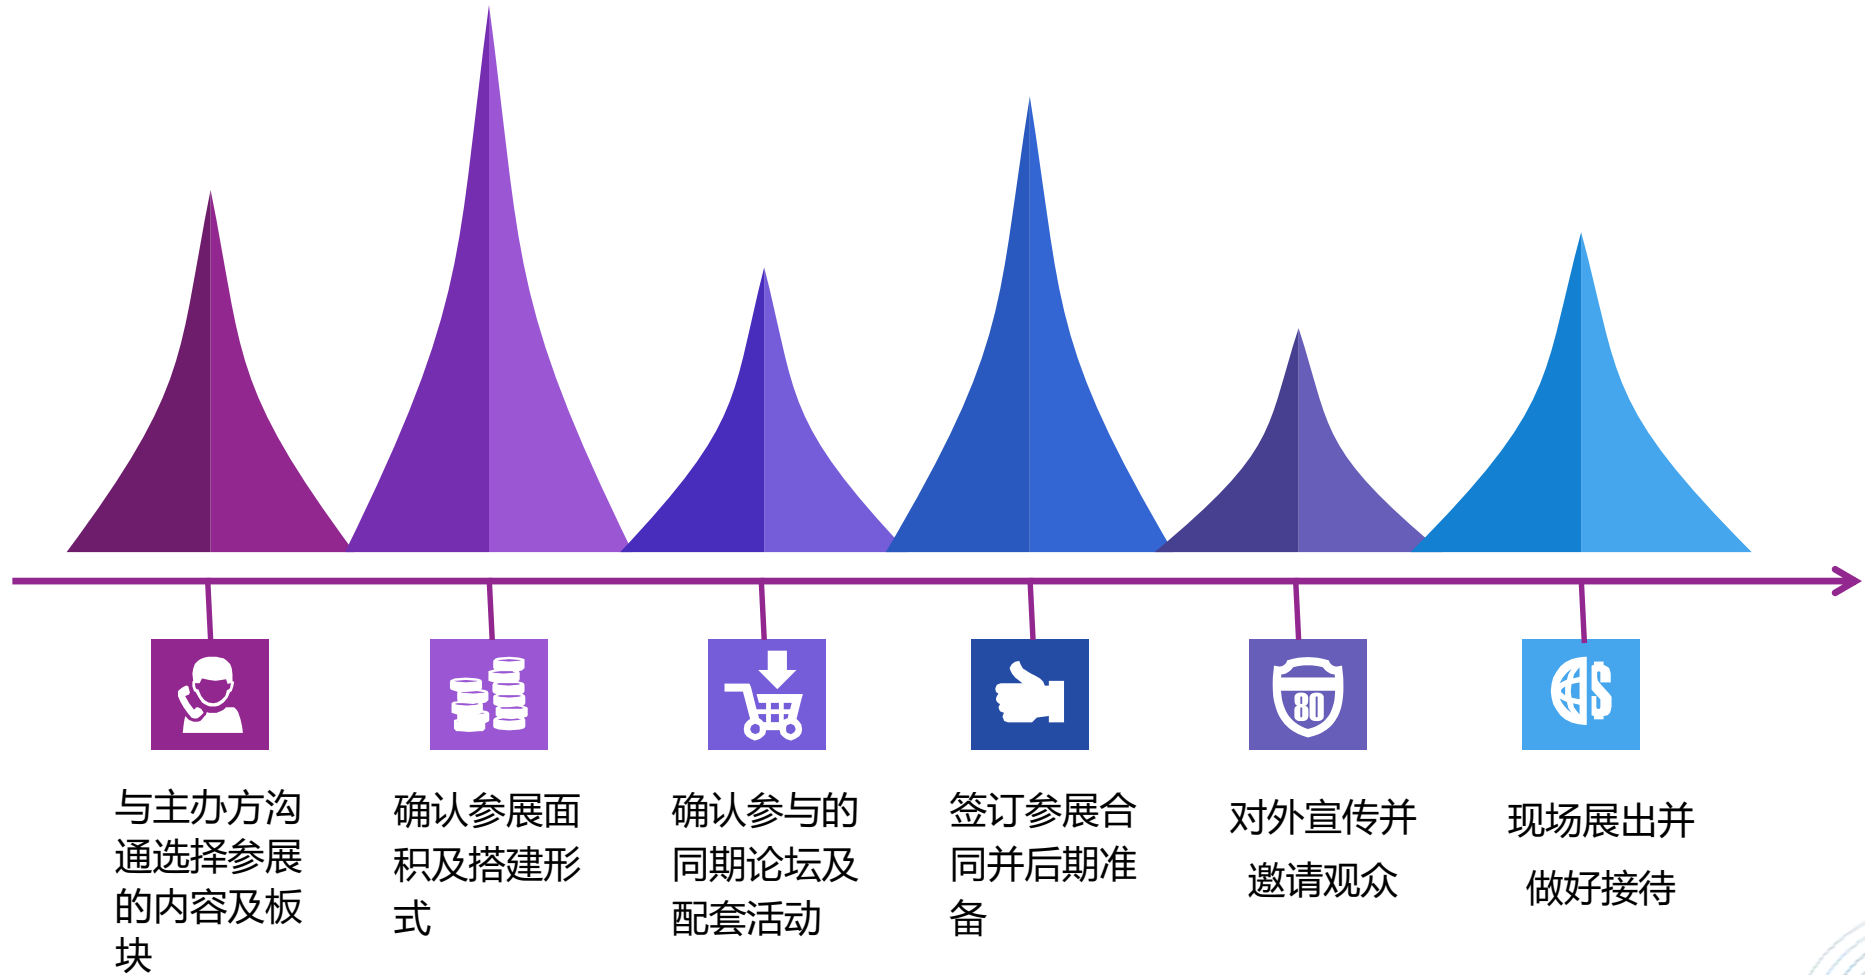 80
与主办方沟
通选择参展
的内容及板
块
确认参展面
积及搭建形
式
确认参与的
同期论坛及
配套活动
签订参展合
同并后期准
备
对外宣传并
邀请观众
现场展出并
做好接待